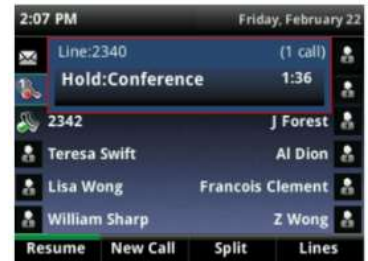 2:07 PM Friday, February 22
Line:2340 (1 call)
Hold:Conference 1:36
2342 J Forest
Teresa Swift Al Dion
Lisa Wong Francois Clement
William Sharp Z Wong
Resume New Call Split Lines